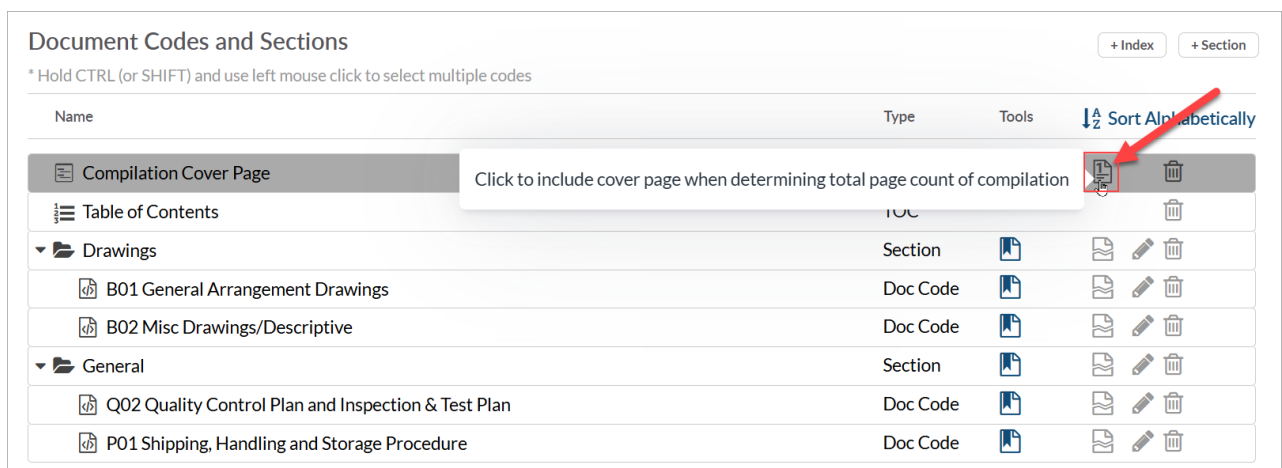 Document Codes and Sections
+ Index + Section
* Hold CTRL (or SHIFT) and use left mouse click to select multiple codes
Name Type Tools Sort Alphabetically
Compilation Cover Page
Click to include cover page when determining total page count of compilation
Table of Contents TOC
Drawings Section
B01 General Arrangement Drawings Doc Code
B02 Misc Drawings/Descriptive Doc Code
General Section
Q02 Quality Control Plan and Inspection & Test Plan Doc Code
P01 Shipping, Handling and Storage Procedure Doc Code